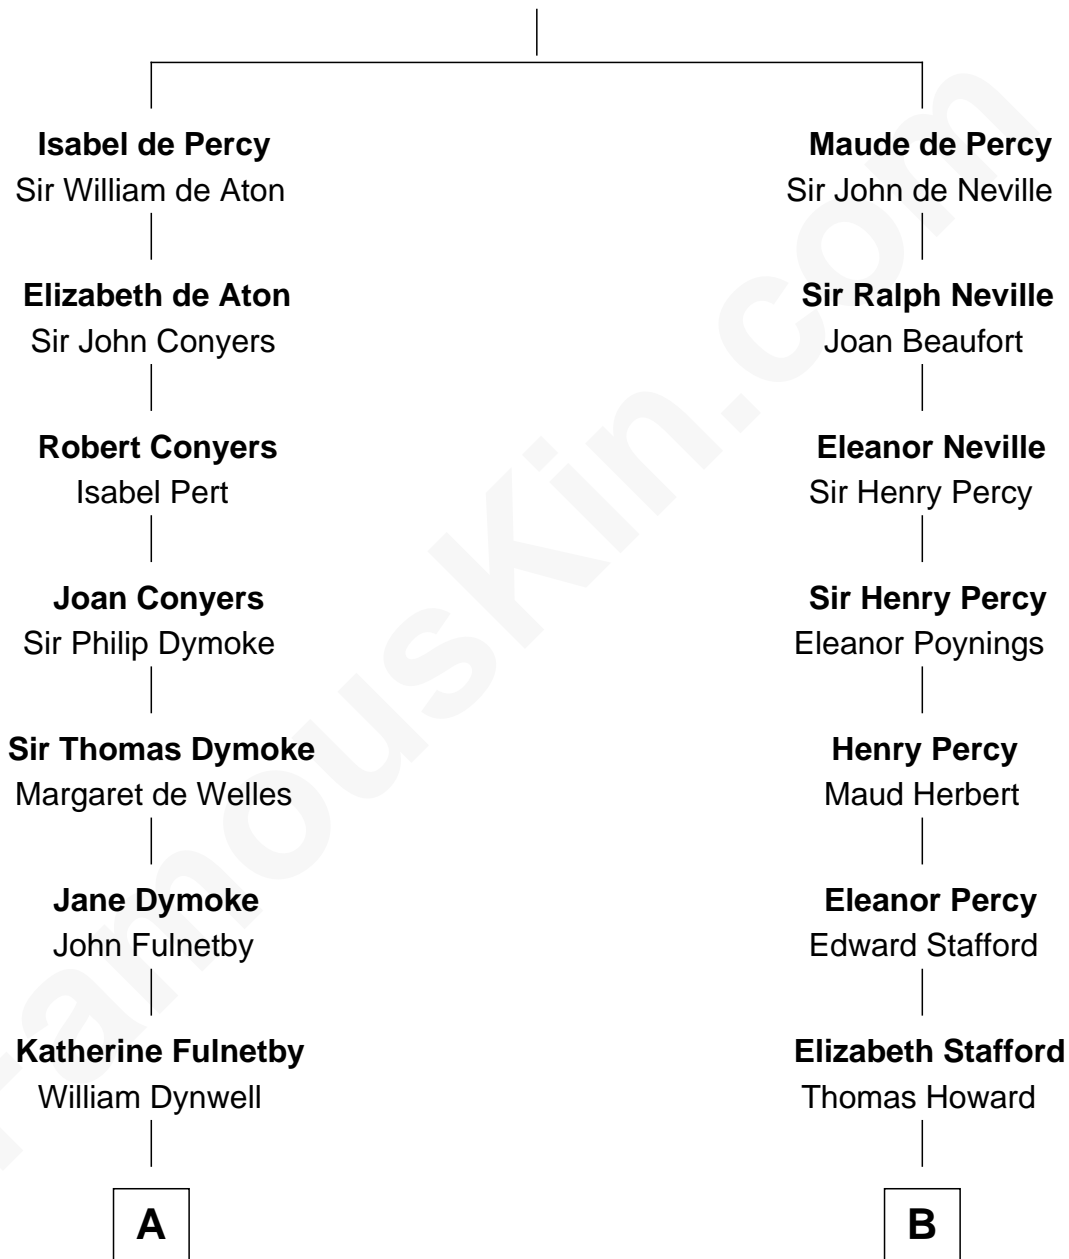 Isabel de Percy
Sir William de Aton
Elizabeth de Aton
Sir John Conyers
Robert Conyers
Isabel Pert
Joan Conyers
Sir Philip Dymoke
Sir Thomas Dymoke
Margaret de Welles
Jane Dymoke
John Fulnetby
Katherine Fulnetby
William Dynwell
A
Maude de Percy
Sir John de Neville
Sir Ralph Neville
Joan Beaufort
Eleanor Neville
Sir Henry Percy
Sir Henry Percy
Eleanor Poynings
Henry Percy
Maud Herbert
Eleanor Percy
Edward Stafford
Elizabeth Stafford
Thomas Howard
B
FamousKin.com